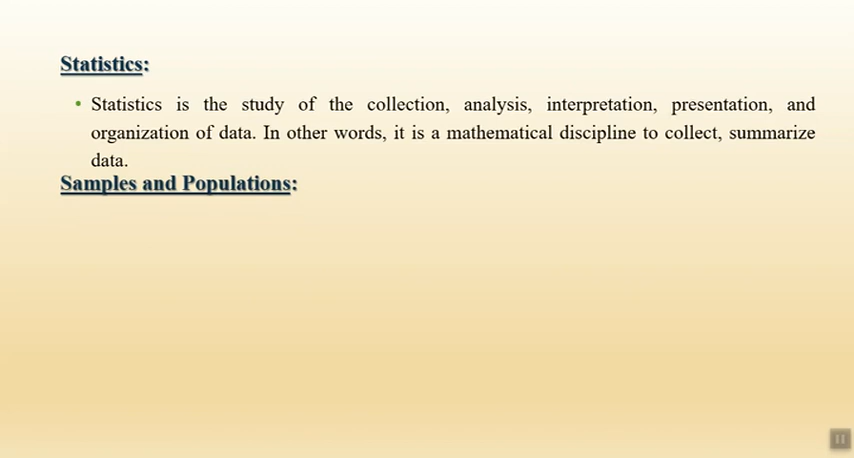 Statistics:
• Statistics is the study of the collection, analysis, interpretation, presentation, and
organization of data. In other words, it is a mathematical discipline to collect, summarize
data.
Samples and Populations: